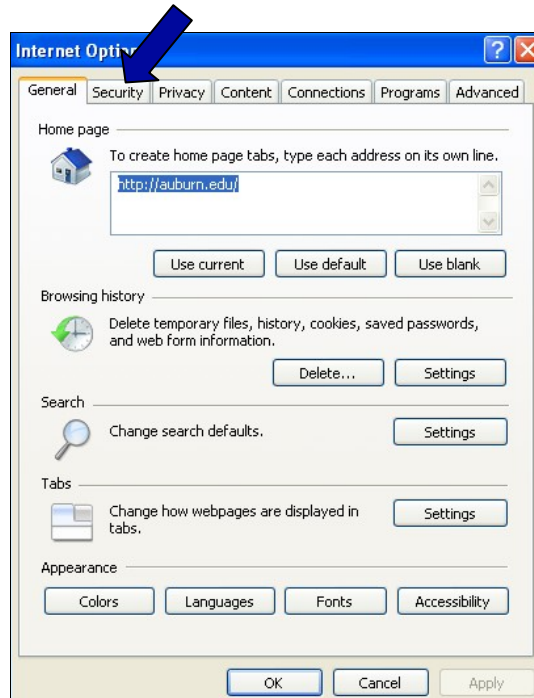 Internet Option
General Security Privacy Content Connections Programs Advanced
Home page
To create home page tabs, type each address on its own line.
http://auburn.edu/
Use current Use default Use blank
Browsing history
Delete temporary files, history, cookies, saved passwords,
and web form information.
Delete... Settings
Search
Change search defaults.
Settings
Tabs
Change how webpages are displayed in
tabs.
Settings
Appearance
Colors Languages Fonts Accessibility
OK Cancel Apply